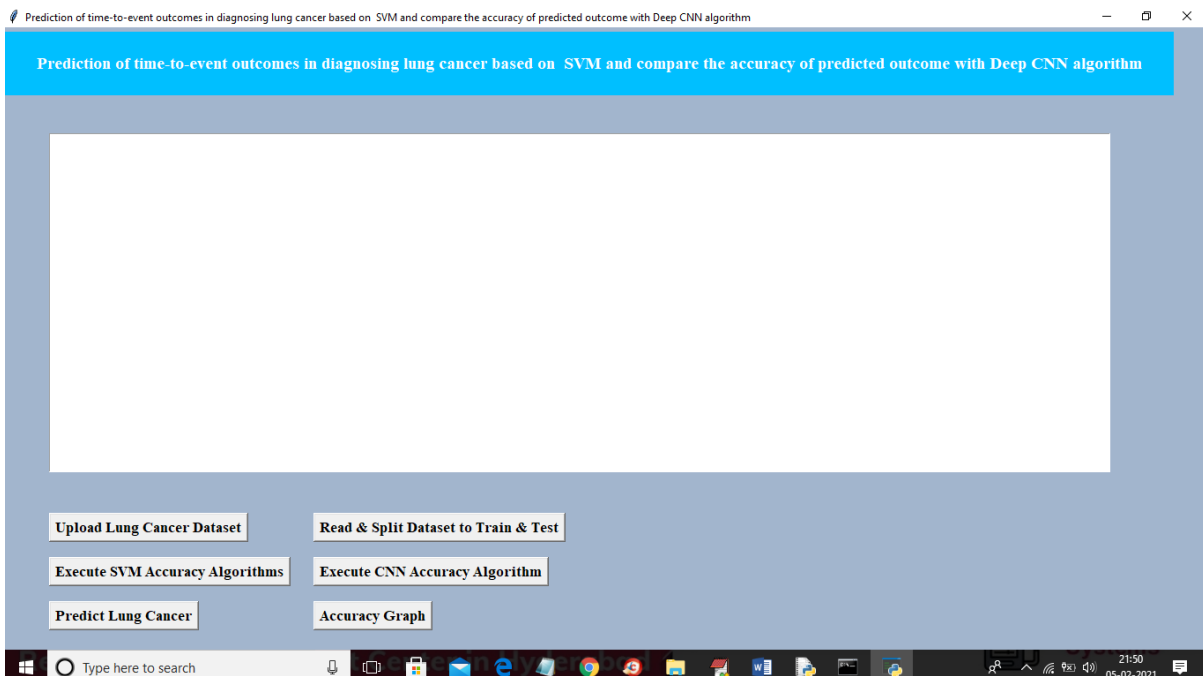 Prediction of time-to-event outcomes in diagnosing lung cancer based on  SVM and compare the accuracy of predicted outcome with Deep CNN algorithm
Prediction of time-to-event outcomes in diagnosing lung cancer based on  SVM and compare the accuracy of predicted outcome with Deep CNN algorithm
Upload Lung Cancer Dataset
Read & Split Dataset to Train & Test
Execute SVM Accuracy Algorithms
Execute CNN Accuracy Algorithm
Predict Lung Cancer
Accuracy Graph
Type here to search
21:50
05-02-2021